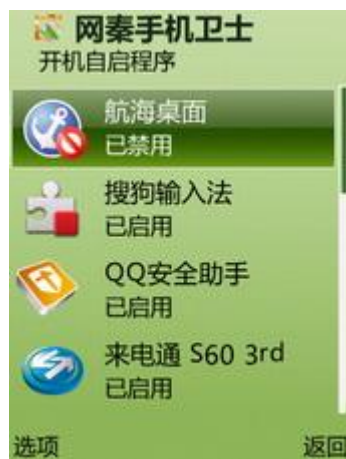 网秦手机卫士
开机自启程序
航海桌面
已禁用
搜狗输入法
已启用
QQ安全助手
已启用
来电通 S60 3rd
已启用
选项 返回